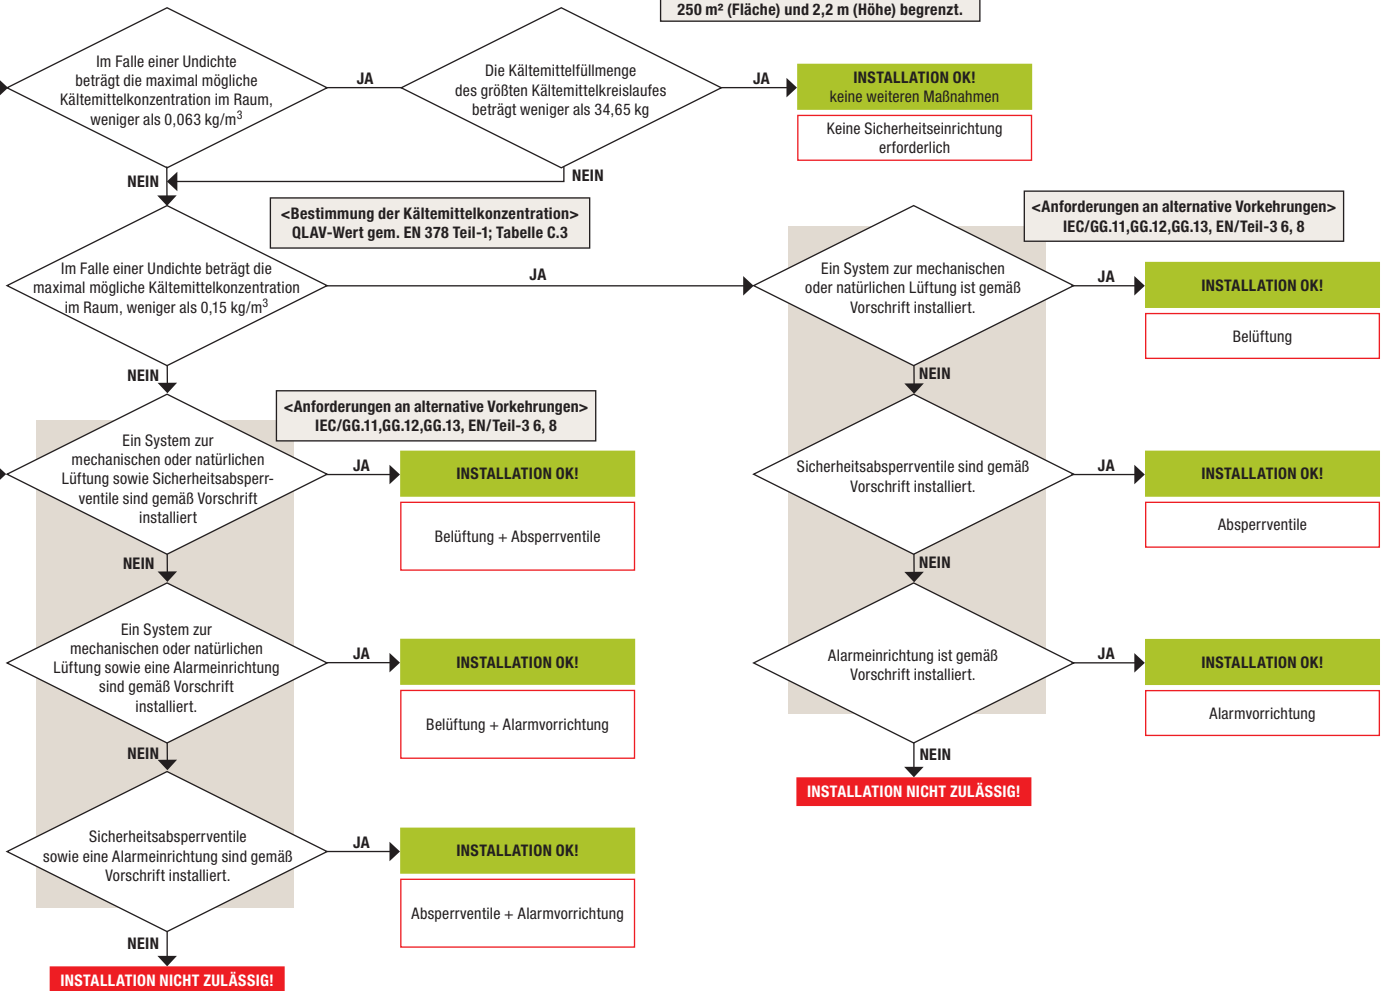 250 m² (Fläche) und 2,2 m (Höhe) begrenzt.
Im Falle einer Undichte
beträgt die maximal mögliche
Kältemittelkonzentration im Raum,
weniger als 0,063 kg/m³
JA
Die Kältemittelfüllmenge
des größten Kältemittelkreislaufes
beträgt weniger als 34,65 kg
JA
INSTALLATION OK!
keine weiteren Maßnahmen
Keine Sicherheitseinrichtung
erforderlich
NEIN
NEIN
<Bestimmung der Kältemittelkonzentration>
QLAV-Wert gem. EN 378 Teil-1; Tabelle C.3
Im Falle einer Undichte beträgt die
maximal mögliche Kältemittelkonzentration
im Raum, weniger als 0,15 kg/m³
JA
<Anforderungen an alternative Vorkehrungen>
IEC/GG.11,GG.12,GG.13, EN/Teil-3 6, 8
Ein System zur mechanischen
oder natürlichen Lüftung ist gemäß
Vorschrift installiert.
JA
INSTALLATION OK!
Belüftung
NEIN
Sicherheitsabsperrventile sind gemäß
Vorschrift installiert.
JA
INSTALLATION OK!
Absperrventile
NEIN
Alarmeinrichtung ist gemäß
Vorschrift installiert.
JA
INSTALLATION OK!
Alarmvorrichtung
NEIN
INSTALLATION NICHT ZULÄSSIG!
NEIN
<Anforderungen an alternative Vorkehrungen>
IEC/GG.11,GG.12,GG.13, EN/Teil-3 6, 8
Ein System zur
mechanischen oder natürlichen
Lüftung sowie Sicherheitsabsperr-
ventile sind gemäß Vorschrift
installiert
JA
INSTALLATION OK!
Belüftung + Absperrventile
NEIN
Ein System zur
mechanischen oder natürlichen
Lüftung sowie eine Alarmeinrichtung
sind gemäß Vorschrift
installiert.
JA
INSTALLATION OK!
Belüftung + Alarmvorrichtung
NEIN
Sicherheitsabsperrventile
sowie eine Alarmeinrichtung sind gemäß
Vorschrift installiert.
JA
INSTALLATION OK!
Absperrventile + Alarmvorrichtung
NEIN
INSTALLATION NICHT ZULÄSSIG!